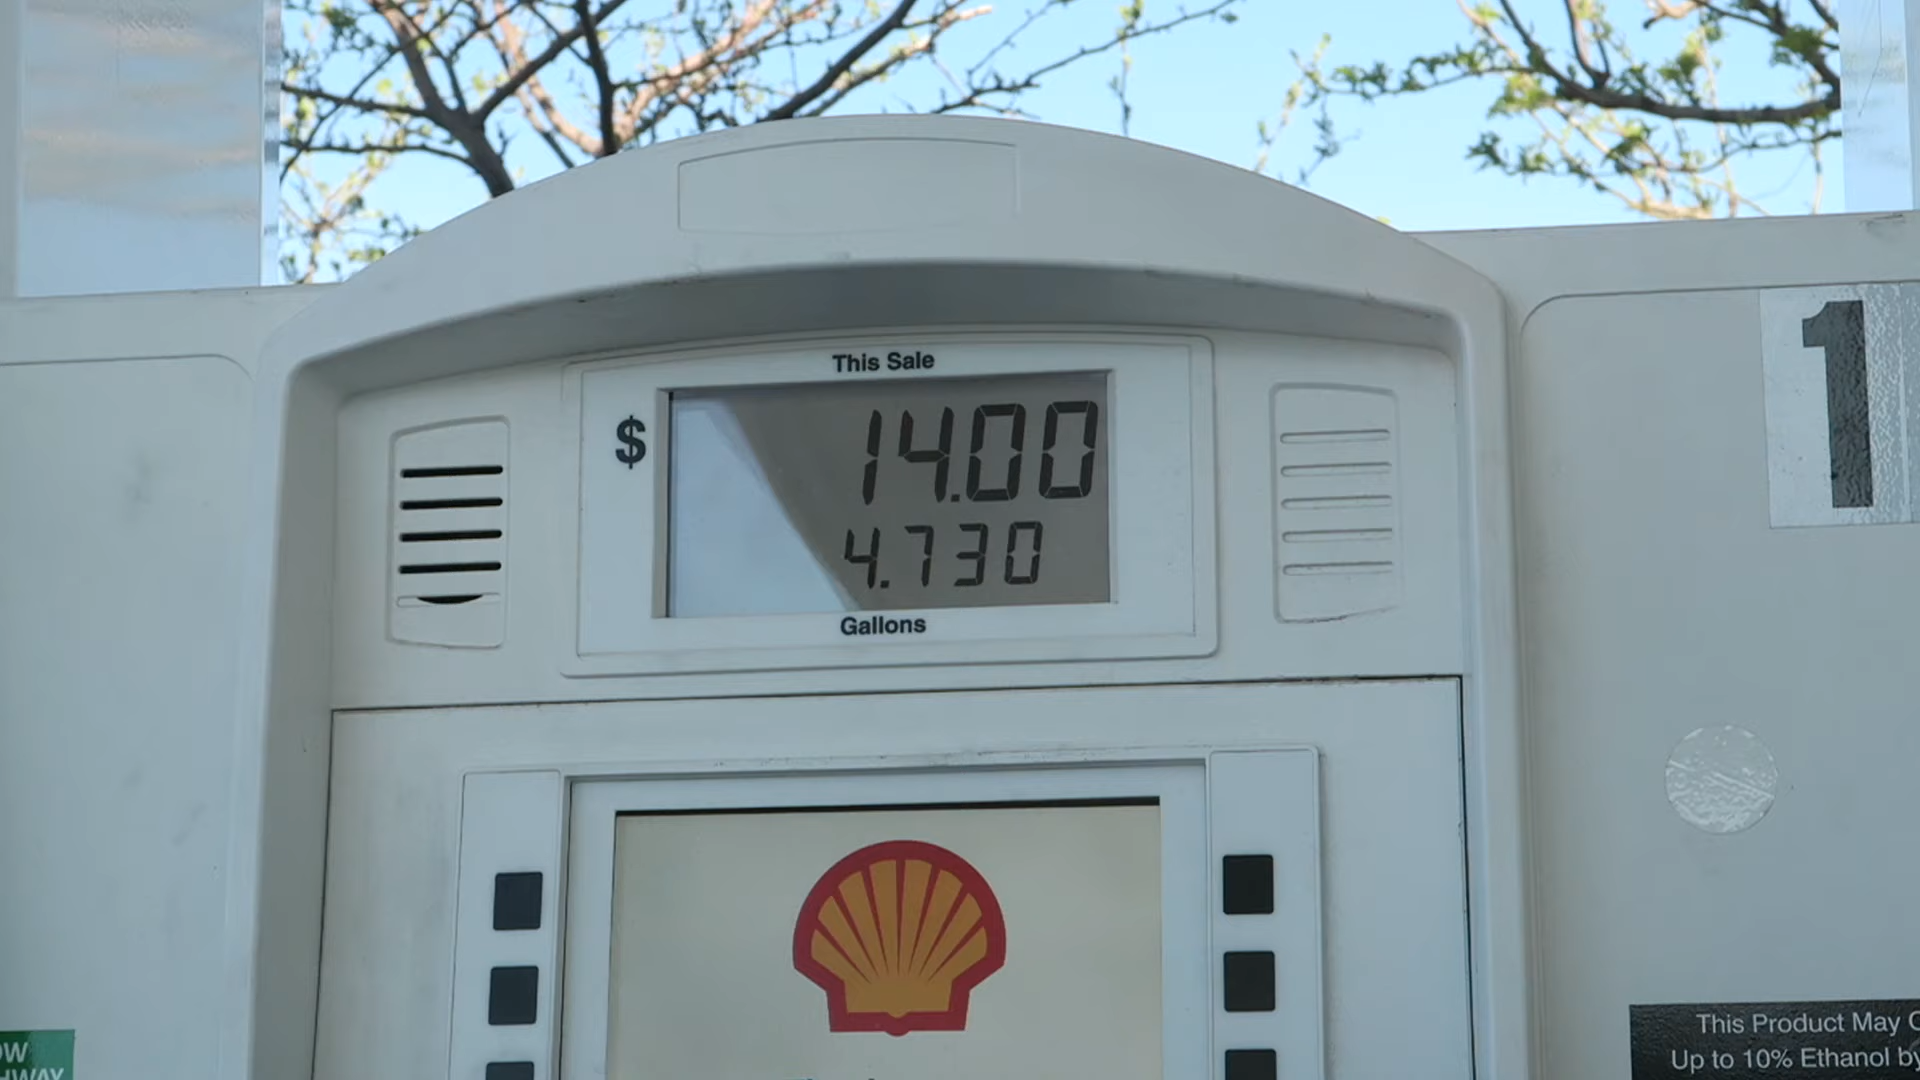 This Sale
$ 14.00
4.730
Gallons
1
This Product May
Up to 10% Ethanol by